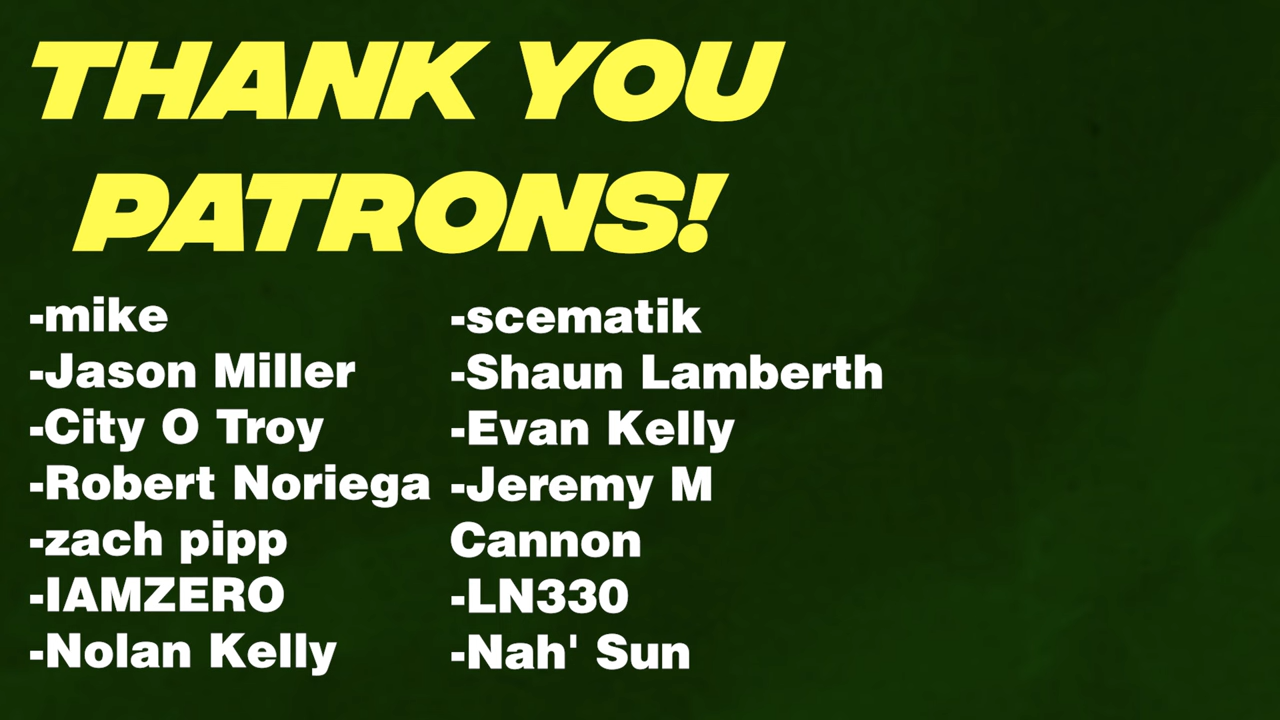 THANK YOU
PATRONS!
-mike
-Jason Miller
-City O Troy
-Robert Noriega
-zach pipp
-IAMZERO
-Nolan Kelly
-scematik
-Shaun Lamberth
-Evan Kelly
-Jeremy M
Cannon
-LN330
-Nah' Sun